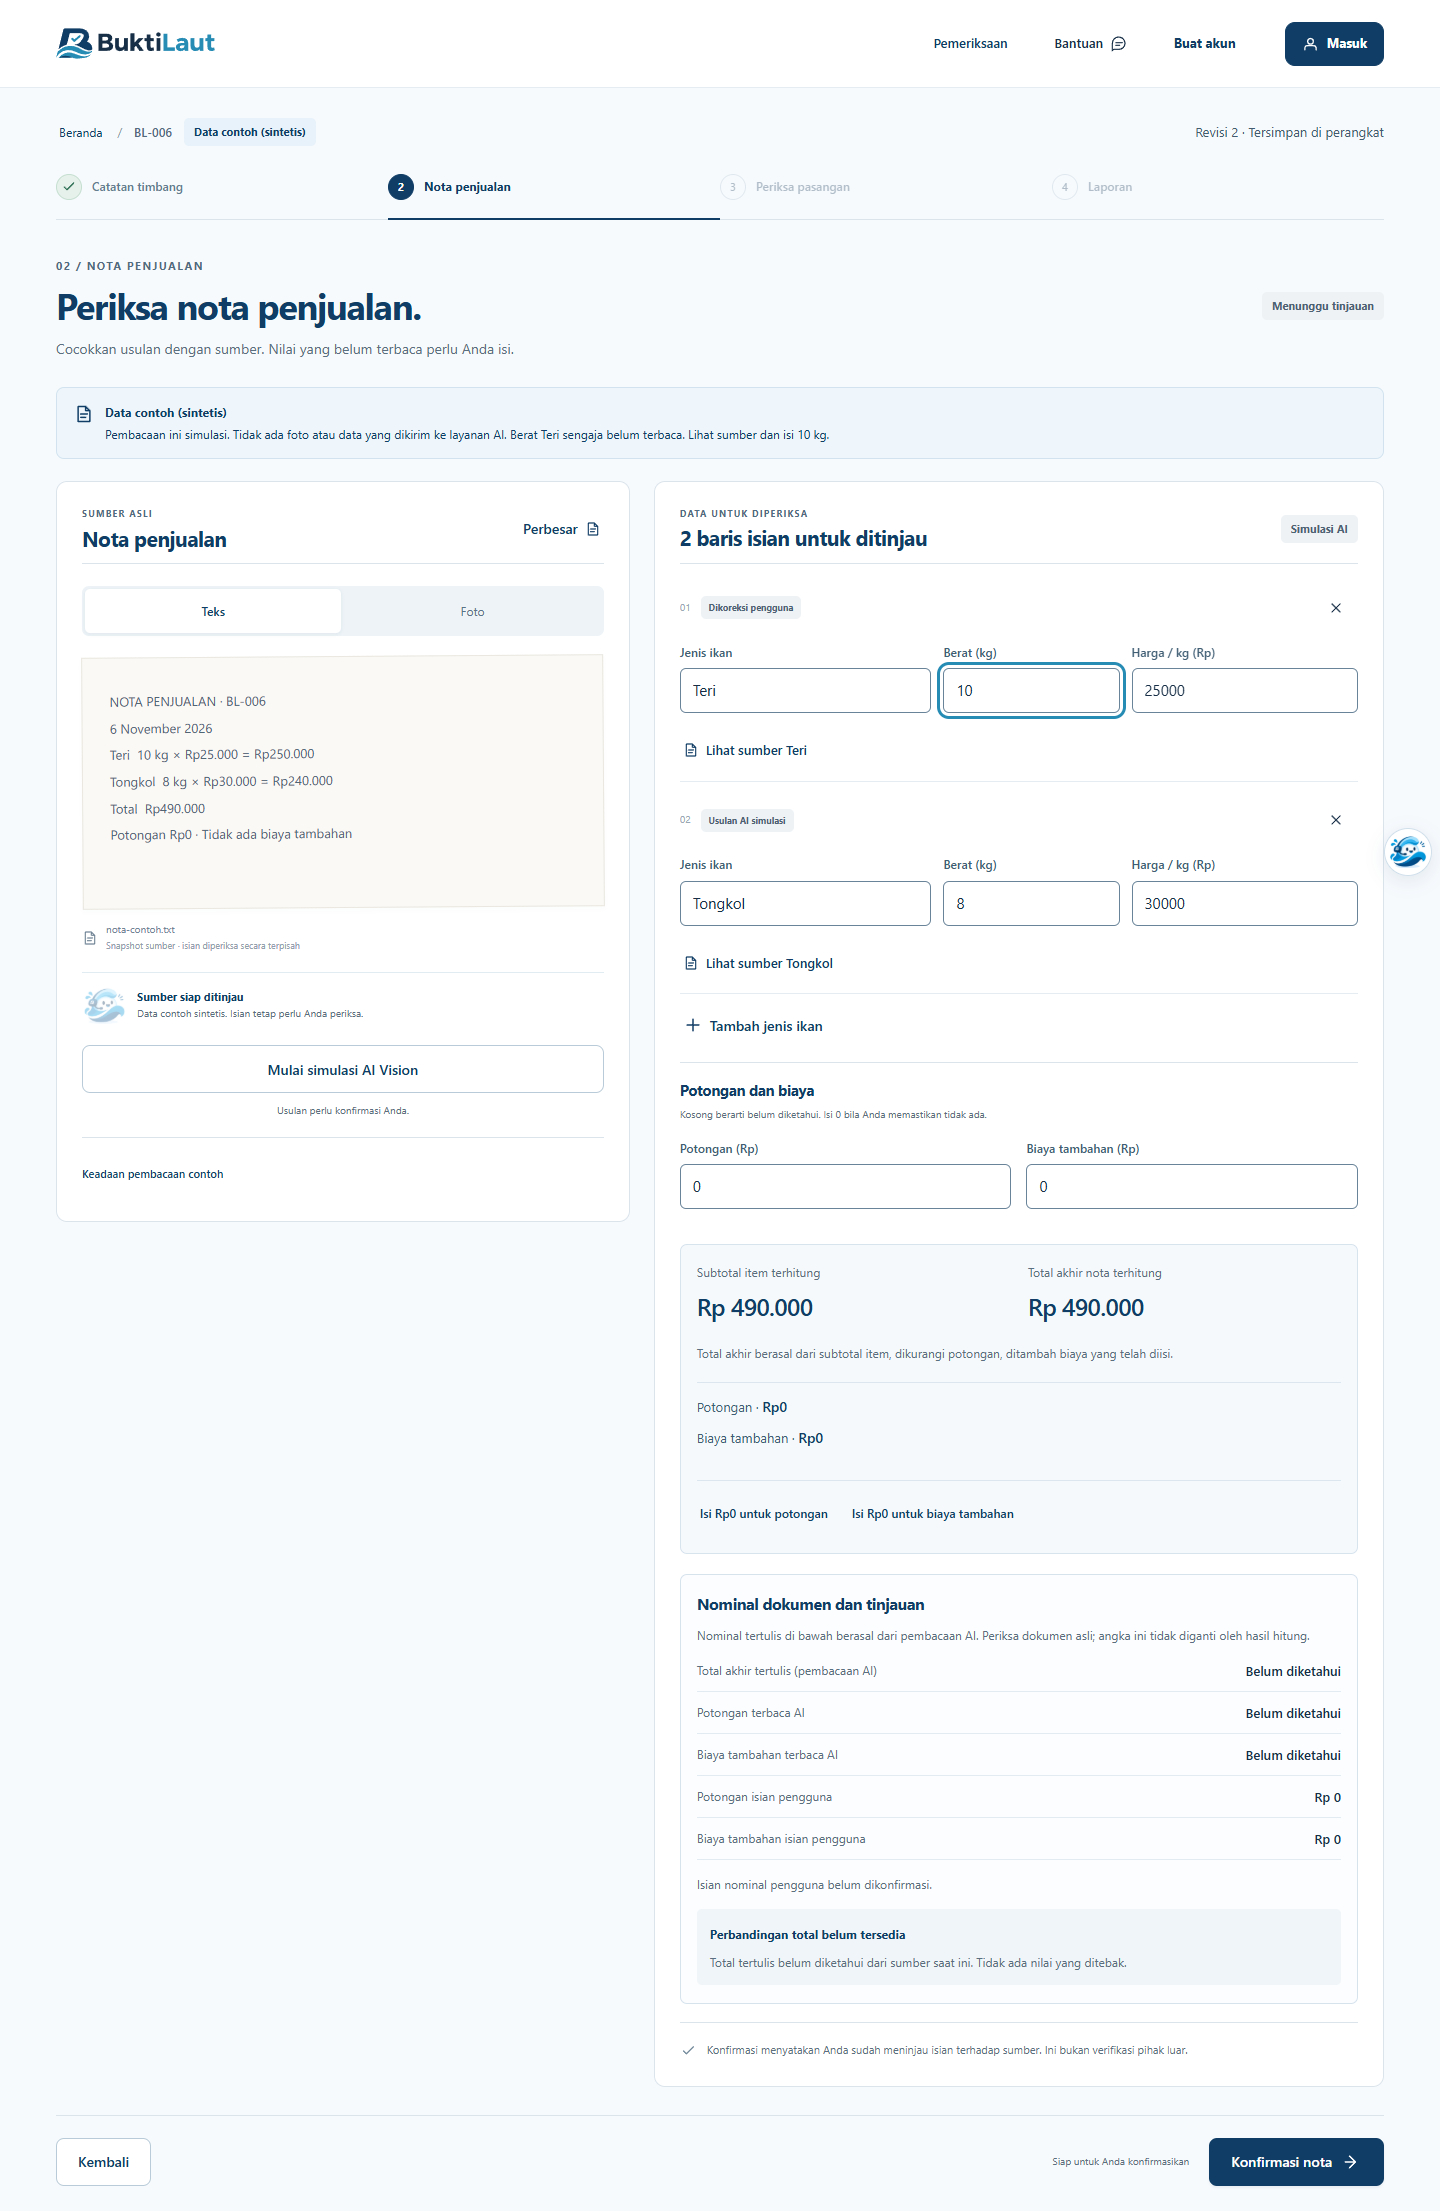 BuktiLaut
Pemeriksaan
Bantuan
Buat akun
Masuk
Beranda / BL-006 Data contoh (sintetis)
Revisi 2 · Tersimpan di perangkat
Catatan timbang
2 Nota penjualan
3 Periksa pasangan
4 Laporan
02 / NOTA PENJUALAN
Periksa nota penjualan.
Menunggu tinjauan
Cocokkan usulan dengan sumber. Nilai yang belum terbaca perlu Anda isi.
Data contoh (sintetis)
Pembacaan ini simulasi. Tidak ada foto atau data yang dikirim ke layanan AI. Berat Teri sengaja belum terbaca. Lihat sumber dan isi 10 kg.
SUMBER ASLI
Nota penjualan
Perbesar
Teks
Foto
NOTA PENJUALAN · BL-006
6 November 2026
Teri 10 kg × Rp25.000 = Rp250.000
Tongkol 8 kg × Rp30.000 = Rp240.000
Total Rp490.000
Potongan Rp0 · Tidak ada biaya tambahan
nota-contoh.txt
Snapshot sumber · isian diperiksa secara terpisah
Sumber siap ditinjau
Data contoh sintetis. Isian tetap perlu Anda periksa.
Mulai simulasi AI Vision
Usulan perlu konfirmasi Anda.
Keadaan pembacaan contoh
DATA UNTUK DIPERIKSA
2 baris isian untuk ditinjau
Simulasi AI
01 Dikoreksi pengguna
Jenis ikan
Berat (kg)
Harga / kg (Rp)
Teri
10
25000
Lihat sumber Teri
02 Usulan AI simulasi
Jenis ikan
Berat (kg)
Harga / kg (Rp)
Tongkol
8
30000
Lihat sumber Tongkol
Tambah jenis ikan
Potongan dan biaya
Kosong berarti belum diketahui. Isi 0 bila Anda memastikan tidak ada.
Potongan (Rp)
Biaya tambahan (Rp)
0
0
Subtotal item terhitung
Total akhir nota terhitung
Rp 490.000
Rp 490.000
Total akhir berasal dari subtotal item, dikurangi potongan, ditambah biaya yang telah diisi.
Potongan · Rp0
Biaya tambahan · Rp0
Isi Rp0 untuk potongan
Isi Rp0 untuk biaya tambahan
Nominal dokumen dan tinjauan
Nominal tertulis di bawah berasal dari pembacaan AI. Periksa dokumen asli; angka ini tidak diganti oleh hasil hitung.
Total akhir tertulis (pembacaan AI) Belum diketahui
Potongan terbaca AI Belum diketahui
Biaya tambahan terbaca AI Belum diketahui
Potongan isian pengguna Rp 0
Biaya tambahan isian pengguna Rp 0
Isian nominal pengguna belum dikonfirmasi.
Perbandingan total belum tersedia
Total tertulis belum diketahui dari sumber saat ini. Tidak ada nilai yang ditebak.
Konfirmasi menyatakan Anda sudah meninjau isian terhadap sumber. Ini bukan verifikasi pihak luar.
Kembali
Siap untuk Anda konfirmasikan
Konfirmasi nota